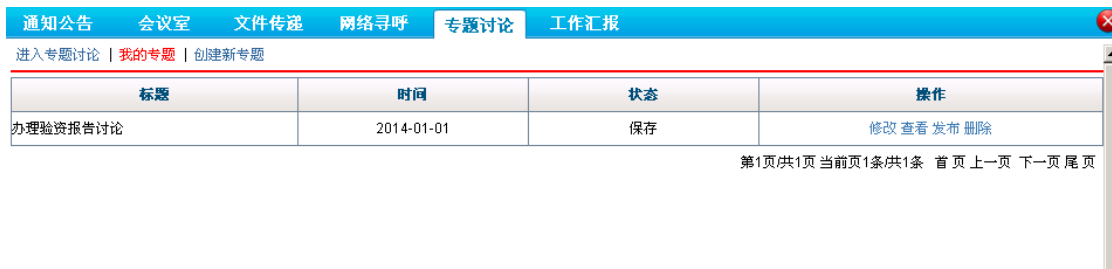 通知公告 会议室 文件传递 网络寻呼 专题讨论 工作汇报
进入专题讨论 | 我的专题 | 创建新专题
标题 时间 状态 操作
办理验资报告讨论 2014-01-01 保存 修改 查看 发布 删除
第1页/共1页 当前页1条/共1条 首 页 上一页 下一页 尾 页